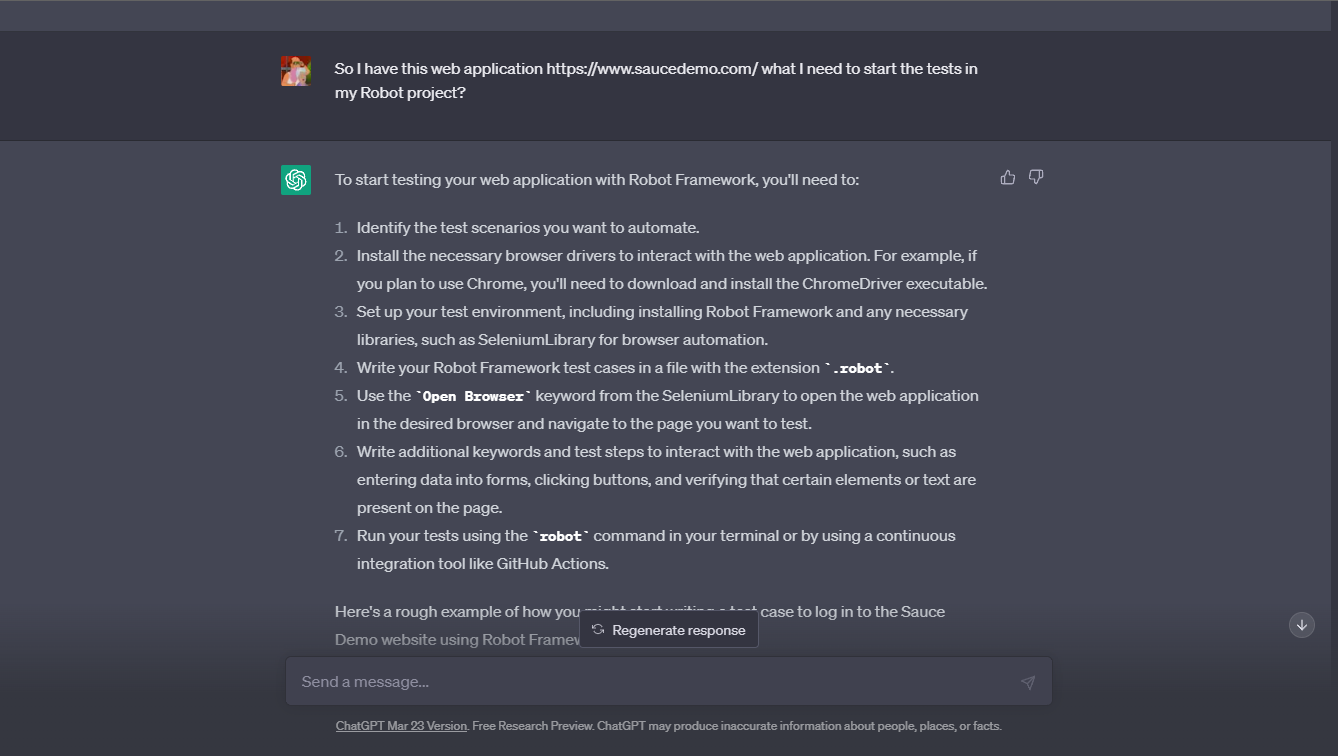 So I have this web application https://www.saucedemo.com/ what I need to start the tests in
my Robot project?
To start testing your web application with Robot Framework, you'll need to:
1. Identify the test scenarios you want to automate.
2. Install the necessary browser drivers to interact with the web application. For example, if
you plan to use Chrome, you'll need to download and install the ChromeDriver executable.
3. Set up your test environment, including installing Robot Framework and any necessary
libraries, such as SeleniumLibrary for browser automation.
4. Write your Robot Framework test cases in a file with the extension `.robot`.
5. Use the `Open Browser` keyword from the SeleniumLibrary to open the web application
in the desired browser and navigate to the page you want to test.
6. Write additional keywords and test steps to interact with the web application, such as
entering data into forms, clicking buttons, and verifying that certain elements or text are
present on the page.
7. Run your tests using the `robot` command in your terminal or by using a continuous
integration tool like GitHub Actions.
Here's a rough example of how you might start writing a test case to log in to the Sauce
Demo website using Robot
Regenerate response
Send a message...
ChatGPT Mar 23 Version. Free Research Preview. ChatGPT may produce inaccurate information about people, places, or facts.